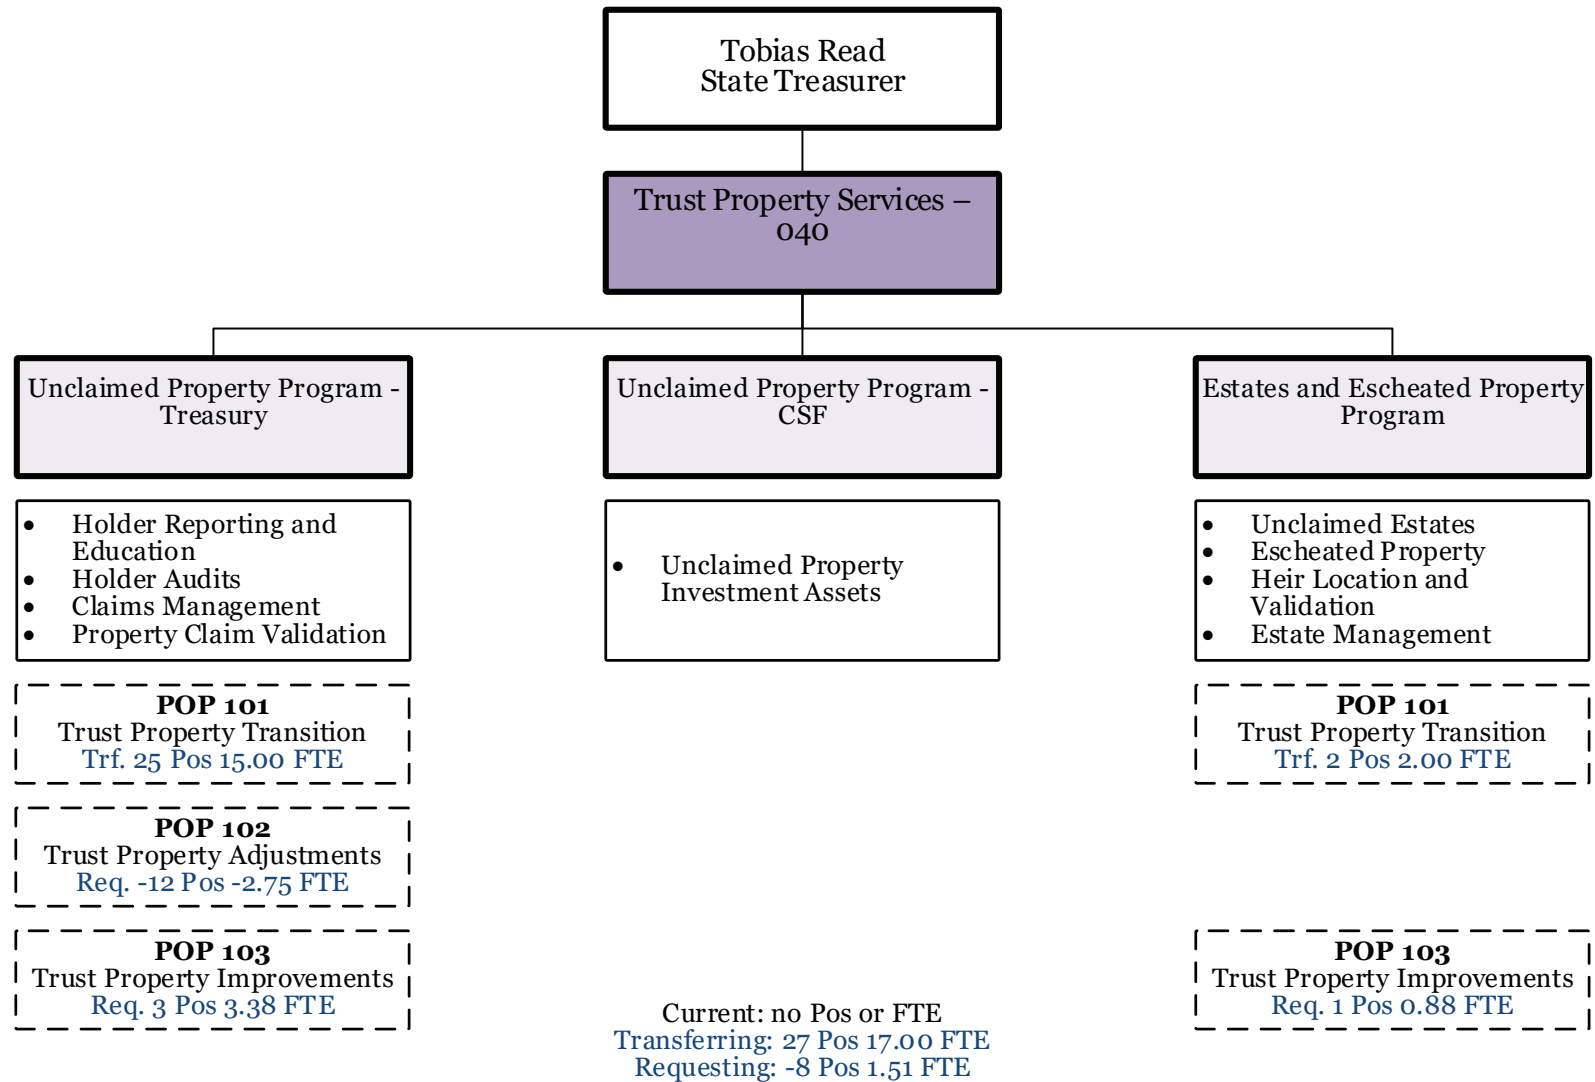 Tobias Read
State Treasurer
Trust Property Services –
040
Unclaimed Property Program -
Treasury
Unclaimed Property Program -
CSF
Estates and Escheated Property
Program
• Holder Reporting and
Education
• Holder Audits
• Claims Management
• Property Claim Validation
• Unclaimed Property
Investment Assets
• Unclaimed Estates
• Escheated Property
• Heir Location and
Validation
• Estate Management
POP 101
Trust Property Transition
Trf. 25 Pos 15.00 FTE
POP 101
Trust Property Transition
Trf. 2 Pos 2.00 FTE
POP 102
Trust Property Adjustments
Req. -12 Pos -2.75 FTE
POP 103
Trust Property Improvements
Req. 3 Pos 3.38 FTE
POP 103
Trust Property Improvements
Req. 1 Pos 0.88 FTE
Current: no Pos or FTE
Transferring: 27 Pos 17.00 FTE
Requesting: -8 Pos 1.51 FTE